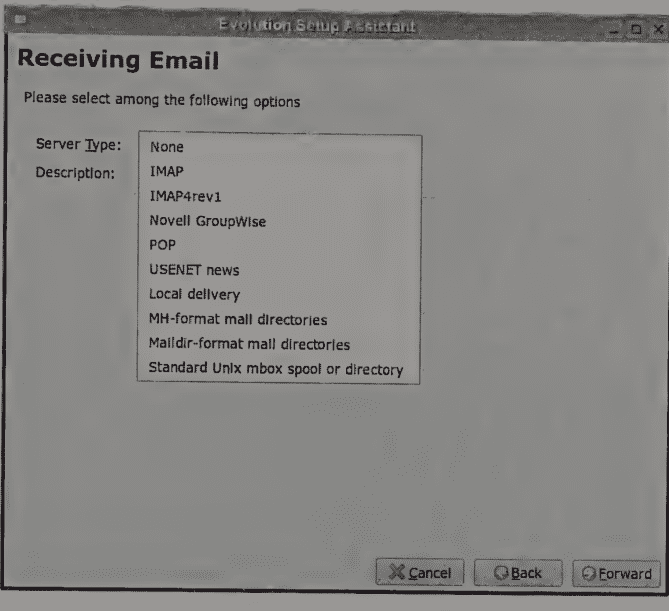 Evolution Setup Assistant
Receiving Email
Please select among the following options
Server Type:
None
Description:
IMAP
IMAP4rev1
Novell GroupWise
POP
USENET news
Local delivery
MH-format mail directories
Maildir-format mail directories
Standard Unix mbox spool or directory
Cancel
Back
Forward